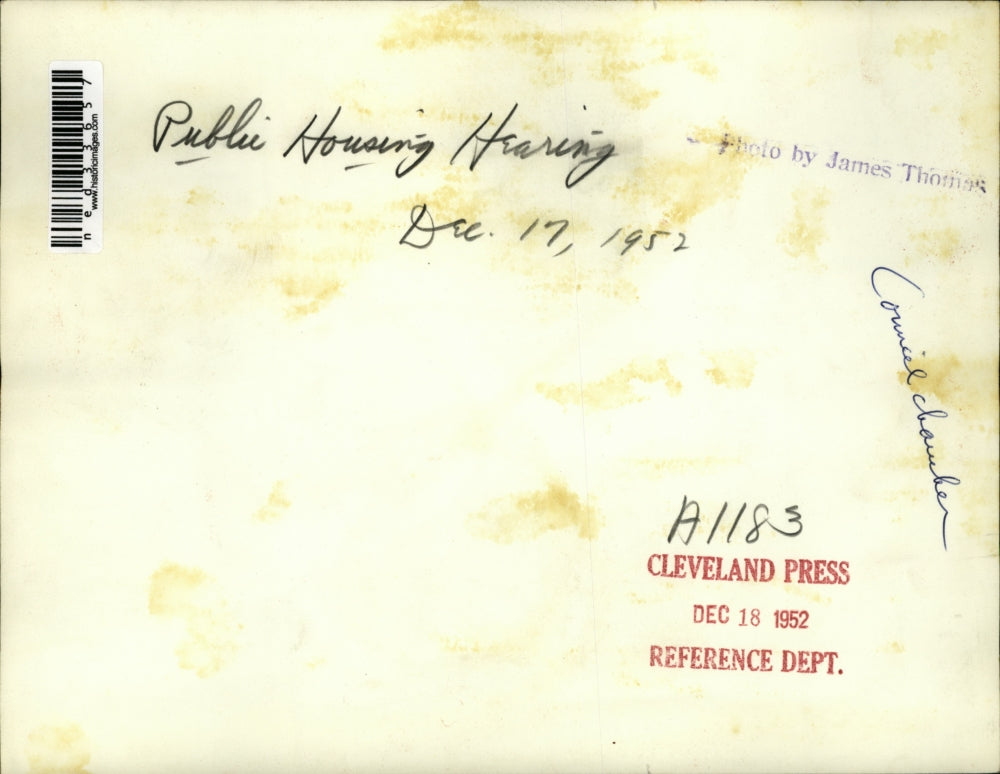 Public Housing Hearing
Dec. 17, 1952
Photo by James Thomas
Council chamber
A1183
CLEVELAND PRESS
DEC 18 1952
REFERENCE DEPT.
ned33657
www.historicimages.com